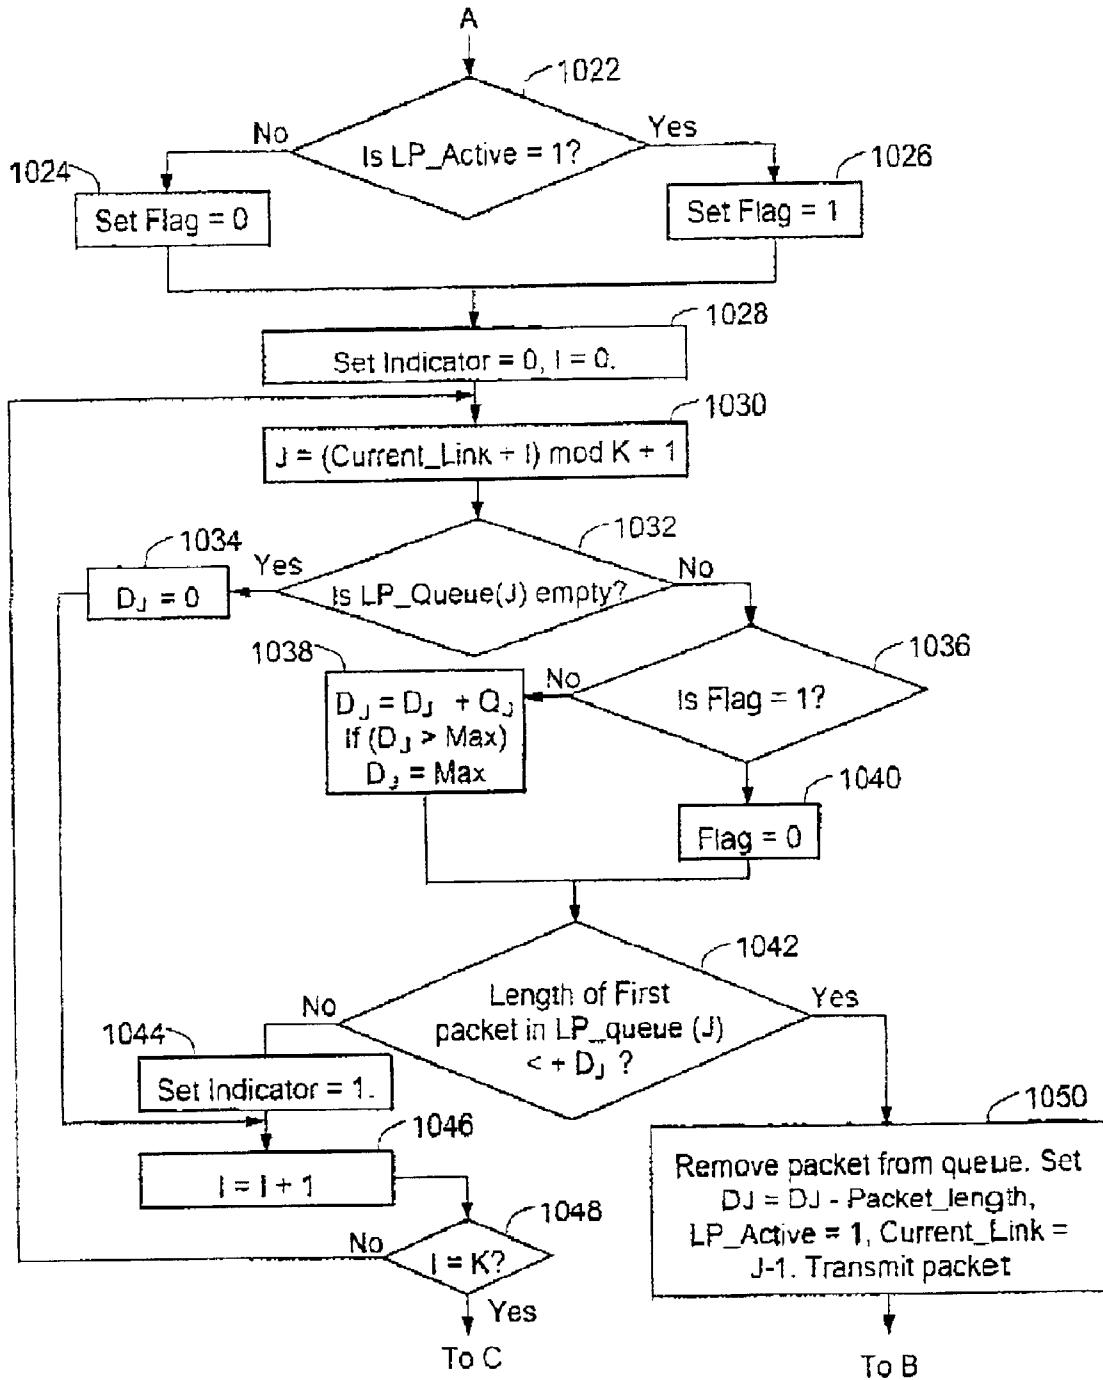 A
1022
No
Yes
Is LP_Active = 1?
1024
1026
Set Flag = 0
Set Flag = 1
1028
Set Indicator = 0, I = 0.
1030
J = (Current_Link + I) mod K + 1
1032
1034
Yes
No
Is LP_Queue(J) empty?
DJ = 0
1038
1036
No
DJ = DJ + QJ
If (DJ > Max)
DJ = Max
Is Flag = 1?
1040
Flag = 0
1042
No
Yes
Length of First
packet in LP_queue (J)
< + DJ ?
1044
Set Indicator = 1.
1046
I = I + 1
1050
Remove packet from queue. Set
DJ = DJ - Packet_length,
LP_Active = 1, Current_Link =
J-1. Transmit packet
1048
No
I = K?
Yes
To C
To B